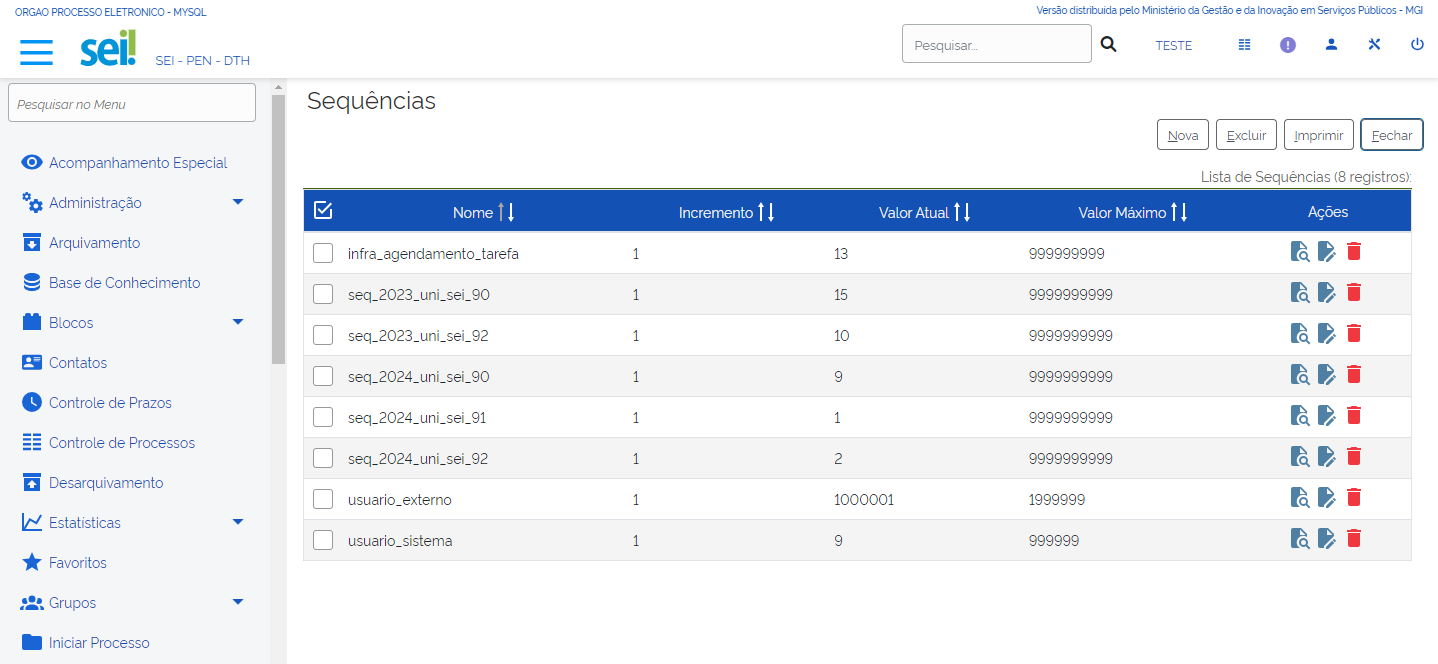 ORGAO PROCESSO ELETRONICO - MYSQL
Versão distribuída pelo Ministério da Gestão e da Inovação em Serviços Públicos - MGI
sei!
SEI - PEN - DTH
Pesquisar...
TESTE
Pesquisar no Menu
Acompanhamento Especial
Administração
Arquivamento
Base de Conhecimento
Blocos
Contatos
Controle de Prazos
Controle de Processos
Desarquivamento
Estatísticas
Favoritos
Grupos
Iniciar Processo
Sequências
Nova Excluir Imprimir Fechar
Lista de Sequências (8 registros):
Nome Incremento Valor Atual Valor Máximo Ações
infra_agendamento_tarefa 1 13 999999999
seq_2023_uni_sei_90 1 15 9999999999
seq_2023_uni_sei_92 1 10 9999999999
seq_2024_uni_sei_90 1 9 9999999999
seq_2024_uni_sei_91 1 1 9999999999
seq_2024_uni_sei_92 1 2 9999999999
usuario_externo 1 1000001 1999999
usuario_sistema 1 9 999999